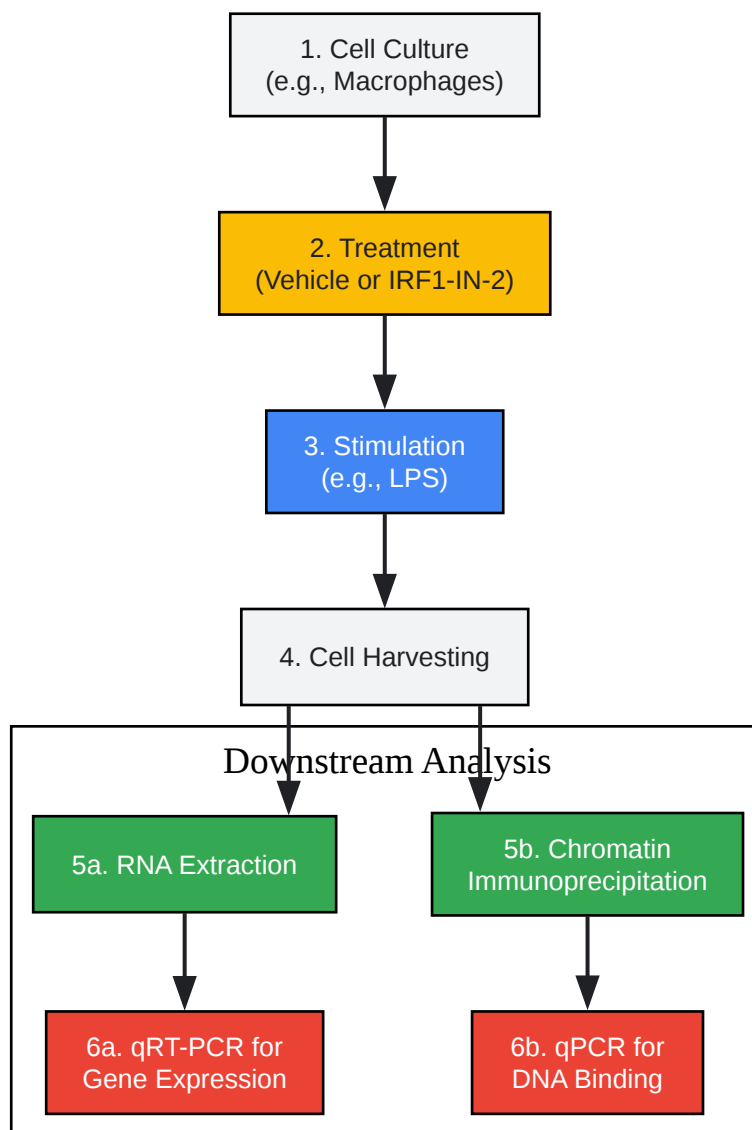 1. Cell Culture
(e.g., Macrophages)
2. Treatment
(Vehicle or IRF1-IN-2)
3. Stimulation
(e.g., LPS)
4. Cell Harvesting
Downstream Analysis
5a. RNA Extraction
5b. Chromatin
Immunoprecipitation
6a. qRT-PCR for
Gene Expression
6b. qPCR for
DNA Binding